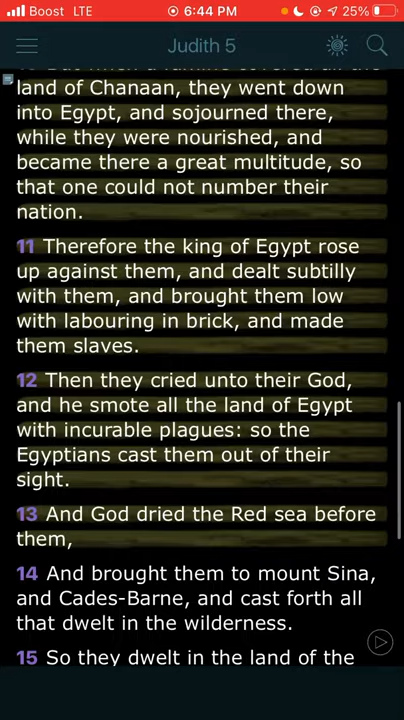 Boost LTE 6:44 PM 25%
Judith 5
land of Chanaan, they went down
into Egypt, and sojourned there,
while they were nourished, and
became there a great multitude, so
that one could not number their
nation.
11 Therefore the king of Egypt rose
up against them, and dealt subtilly
with them, and brought them low
with labouring in brick, and made
them slaves.
12 Then they cried unto their God,
and he smote all the land of Egypt
with incurable plagues: so the
Egyptians cast them out of their
sight.
13 And God dried the Red sea before
them,
14 And brought them to mount Sina,
and Cades-Barne, and cast forth all
that dwelt in the wilderness.
15 So they dwelt in the land of the